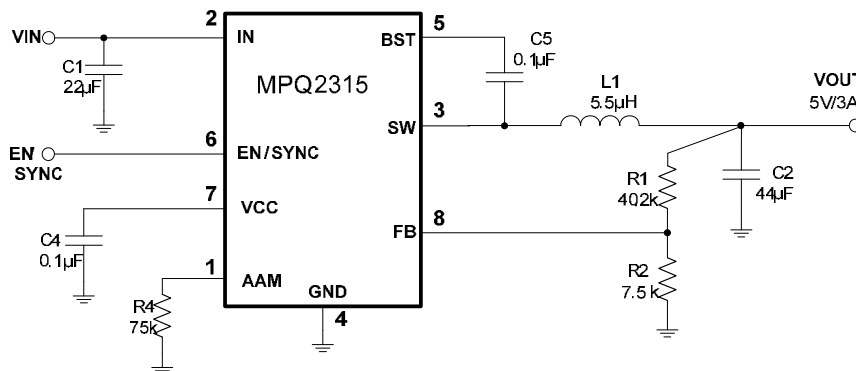 2
5
VIN
IN
BST
C5
0.1µF
C1
22µF
MPQ2315
L1
5.5µH
VOUT
5V/3A
3
SW
6
EN
SYNC
EN/SYNC
R1
40.2k
C2
44µF
7
VCC
8
FB
C4
0.1µF
1
AAM
R2
7.5 k
GND
R4
75k
4